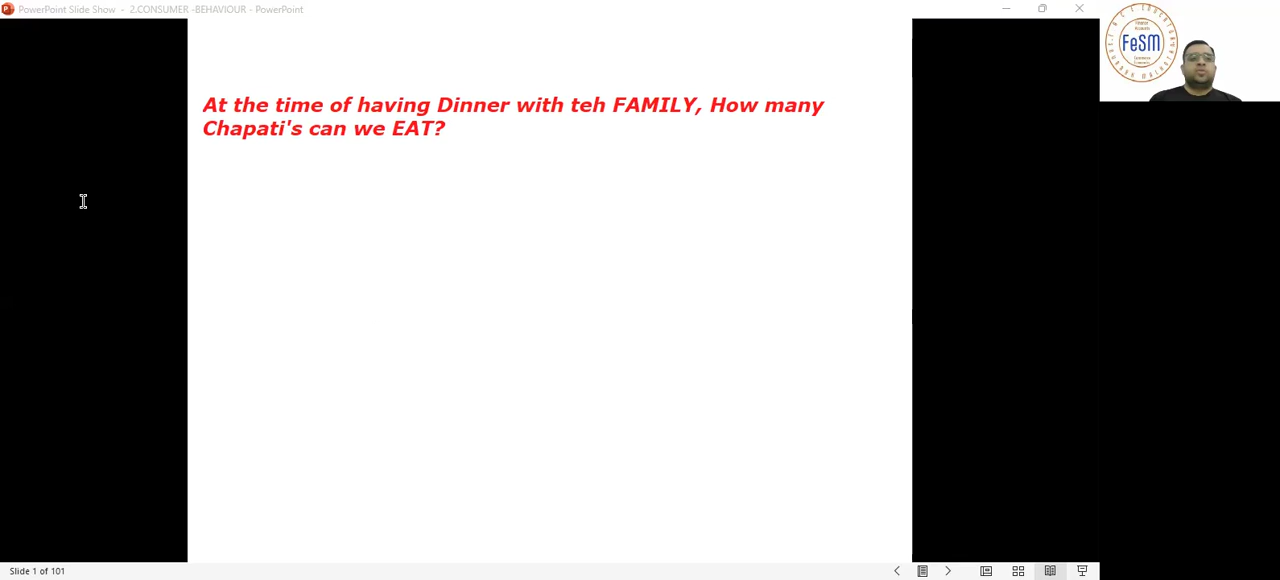 PowerPoint Slide Show - 2.CONSUMER -BEHAVIOUR - PowerPoint
FeSM
At the time of having Dinner with teh FAMILY, How many
Chapati's can we EAT?
Slide 1 of 101